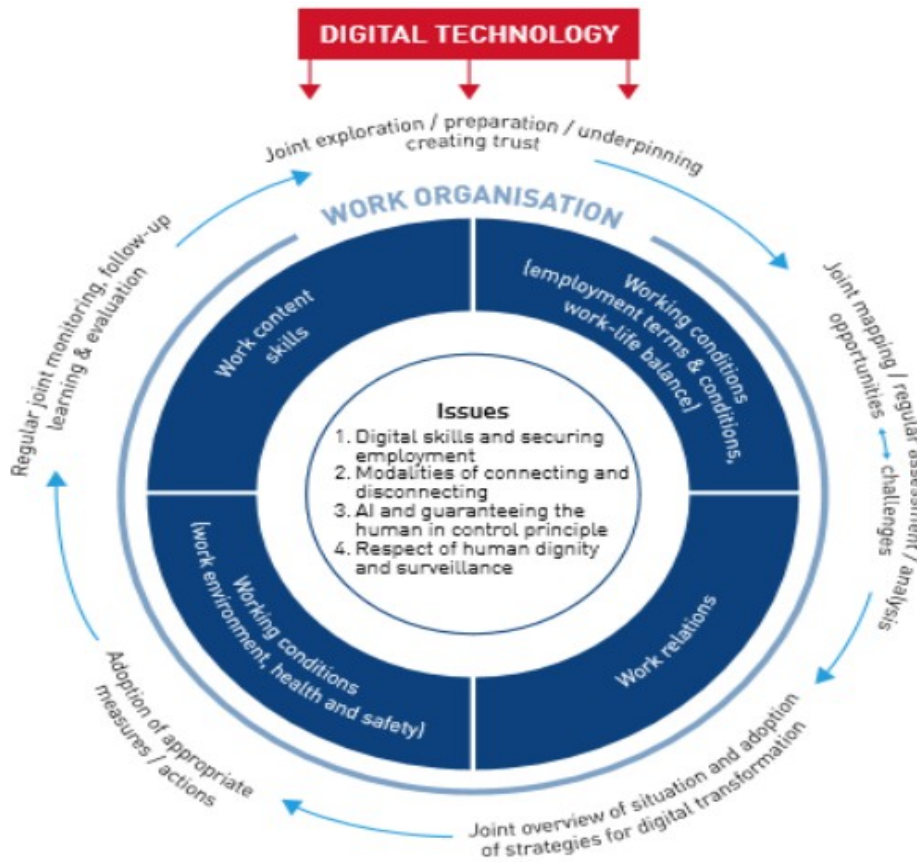 DIGITAL TECHNOLOGY
Joint exploration / preparation / underpinning
creating trust
WORK ORGANISATION
Work content
skills
Working conditions
(employment terms & conditions,
work-life balance)
Joint mapping / regular assessment / analysis
opportunities
challenges
Work relations
Joint overview of situation and adoption
of strategies for digital transformation
Working conditions
(work environment, health and safety)
Adoption of appropriate
measures / actions
Regular joint monitoring, follow-up
learning & evaluation
Issues
1. Digital skills and securing
employment
2. Modalities of connecting and
disconnecting
3. AI and guaranteeing the
human in control principle
4. Respect of human dignity
and surveillance